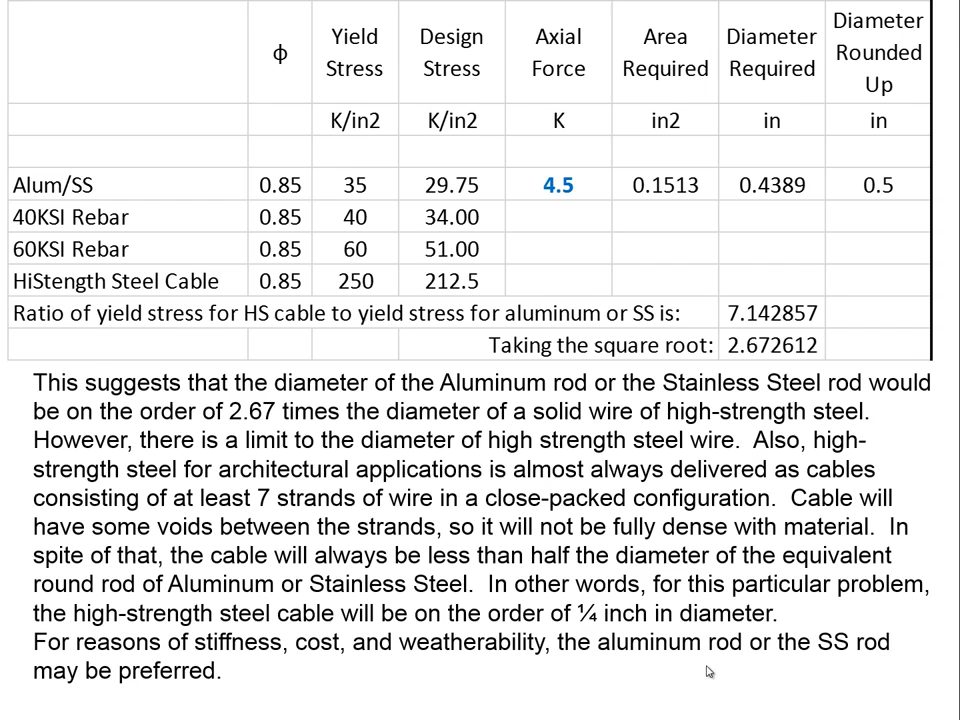 ϕ Yield Stress Design Stress Axial Force Area Required Diameter Required Diameter Rounded Up
K/in2 K/in2 K in2 in in
Alum/SS 0.85 35 29.75 4.5 0.1513 0.4389 0.5
40KSI Rebar 0.85 40 34.00
60KSI Rebar 0.85 60 51.00
HiStength Steel Cable 0.85 250 212.5
Ratio of yield stress for HS cable to yield stress for aluminum or SS is: 7.142857
Taking the square root: 2.672612
This suggests that the diameter of the Aluminum rod or the Stainless Steel rod would
be on the order of 2.67 times the diameter of a solid wire of high-strength steel.
However, there is a limit to the diameter of high strength steel wire.  Also, high-
strength steel for architectural applications is almost always delivered as cables
consisting of at least 7 strands of wire in a close-packed configuration.  Cable will
have some voids between the strands, so it will not be fully dense with material.  In
spite of that, the cable will always be less than half the diameter of the equivalent
round rod of Aluminum or Stainless Steel.  In other words, for this particular problem,
the high-strength steel cable will be on the order of ¼ inch in diameter.
For reasons of stiffness, cost, and weatherability, the aluminum rod or the SS rod
may be preferred.